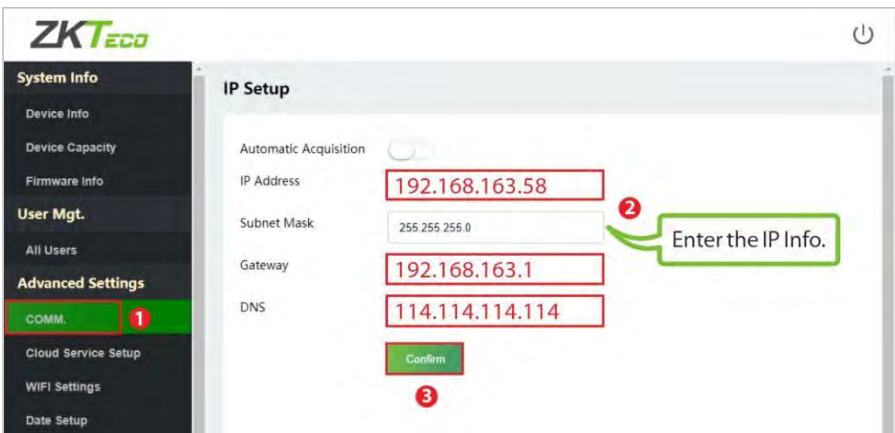 ZKTECO
System Info
Device Info
Device Capacity
Firmware Info
User Mgt.
All Users
Advanced Settings
COMM.
1
Cloud Service Setup
WIFI Settings
Date Setup
IP Setup
Automatic Acquisition
IP Address
192.168.163.58
2
Subnet Mask
255.255.255.0
Enter the IP Info.
Gateway
192.168.163.1
DNS
114.114.114.114
Confirm
3